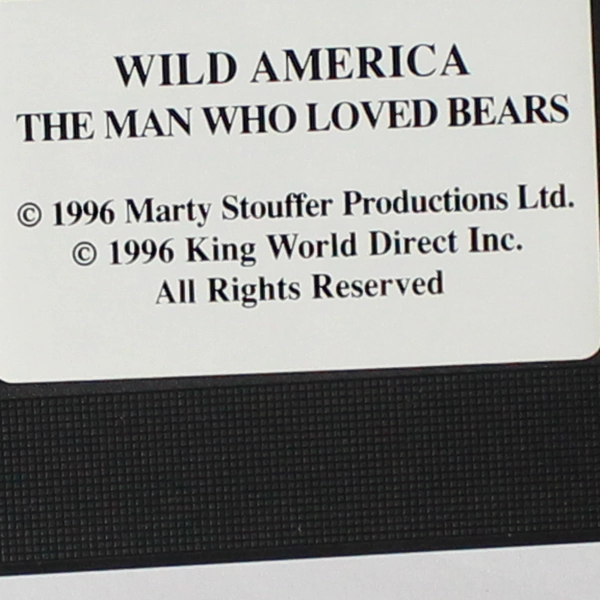 WILD AMERICA
THE MAN WHO LOVED BEARS
© 1996 Marty Stouffer Productions Ltd.
© 1996 King World Direct Inc.
All Rights Reserved